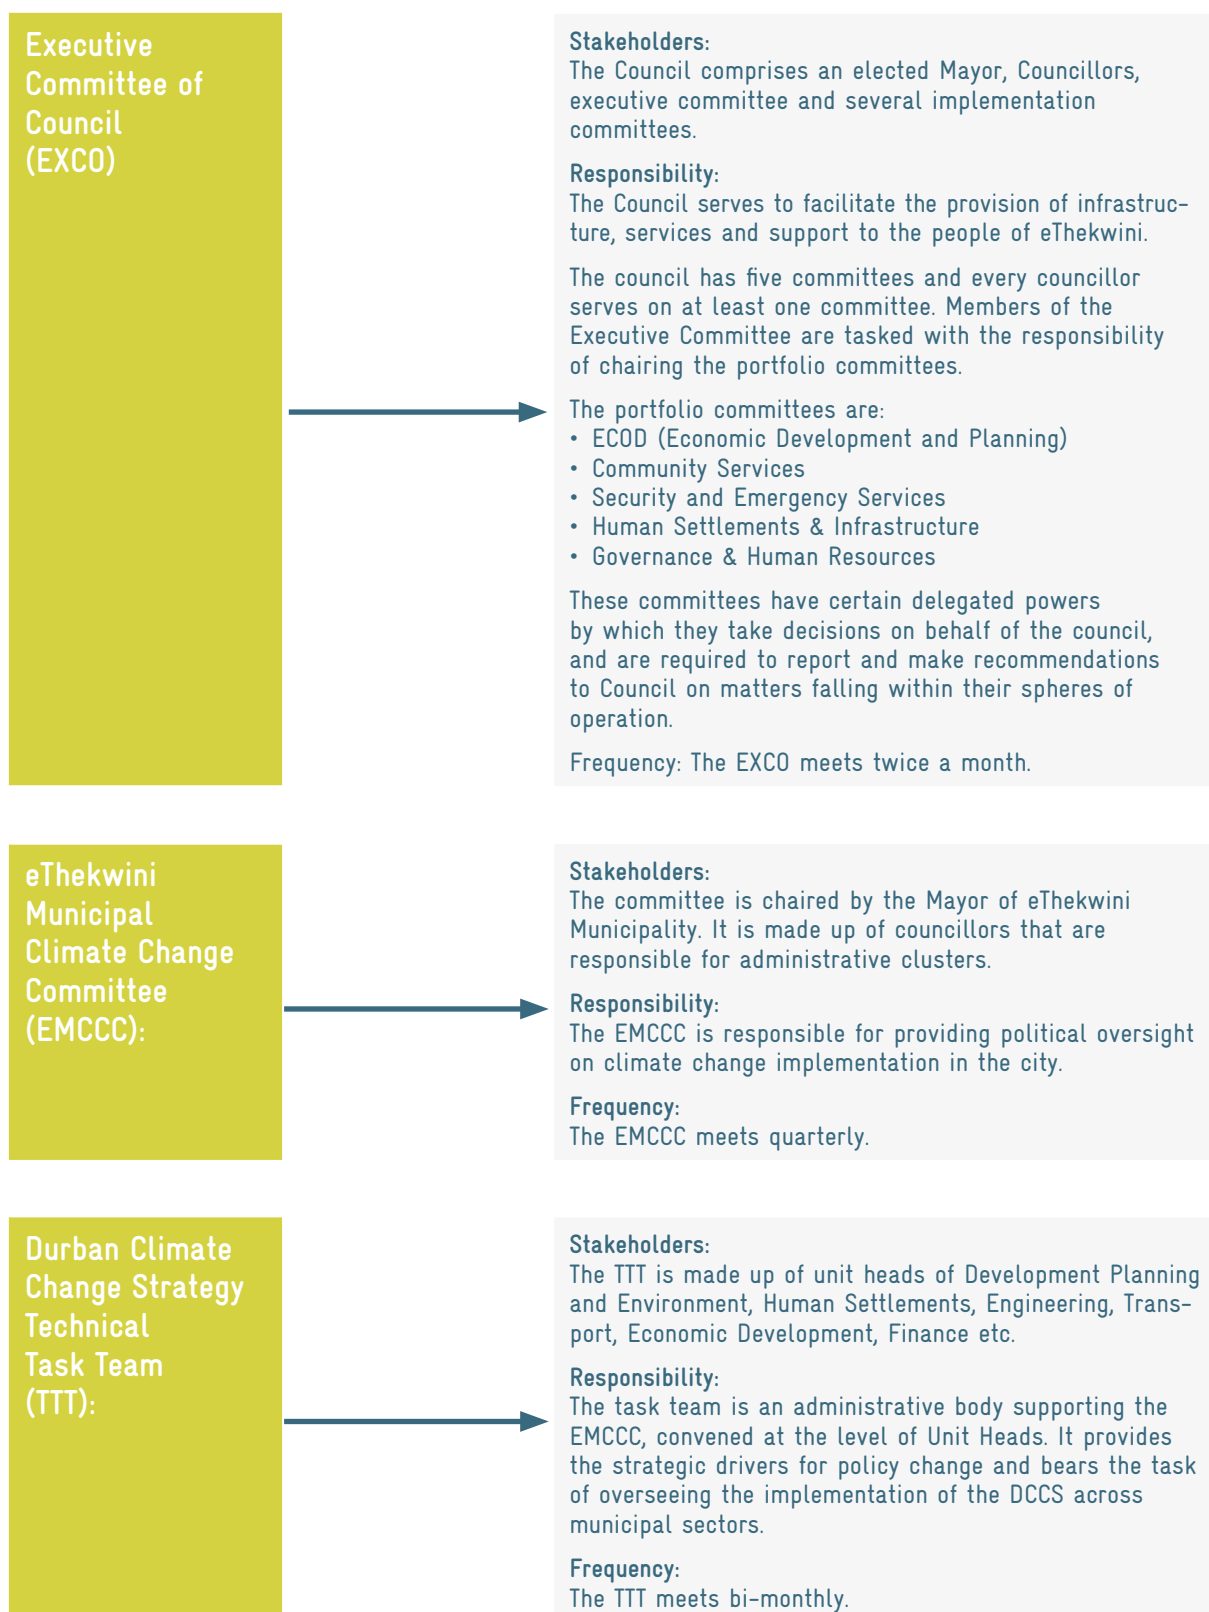 Executive
Committee of
Council
(EXCO)
Stakeholders:
The Council comprises an elected Mayor, Councillors,
executive committee and several implementation
committees.
Responsibility:
The Council serves to facilitate the provision of infrastruc-
ture, services and support to the people of eThekwini.
The council has five committees and every councillor
serves on at least one committee. Members of the
Executive Committee are tasked with the responsibility
of chairing the portfolio committees.
The portfolio committees are:
• ECOD (Economic Development and Planning)
• Community Services
• Security and Emergency Services
• Human Settlements & Infrastructure
• Governance & Human Resources
These committees have certain delegated powers
by which they take decisions on behalf of the council,
and are required to report and make recommendations
to Council on matters falling within their spheres of
operation.
Frequency: The EXCO meets twice a month.
eThekwini
Municipal
Climate Change
Committee
(EMCCC):
Stakeholders:
The committee is chaired by the Mayor of eThekwini
Municipality. It is made up of councillors that are
responsible for administrative clusters.
Responsibility:
The EMCCC is responsible for providing political oversight
on climate change implementation in the city.
Frequency:
The EMCCC meets quarterly.
Durban Climate
Change Strategy
Technical
Task Team
(TTT):
Stakeholders:
The TTT is made up of unit heads of Development Planning
and Environment, Human Settlements, Engineering, Trans-
port, Economic Development, Finance etc.
Responsibility:
The task team is an administrative body supporting the
EMCCC, convened at the level of Unit Heads. It provides
the strategic drivers for policy change and bears the task
of overseeing the implementation of the DCCS across
municipal sectors.
Frequency:
The TTT meets bi-monthly.